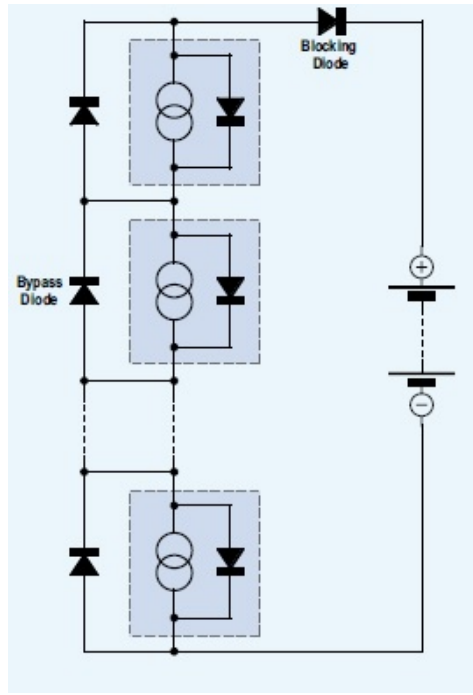 Blocking
Diode
Bypass
Diode
+
−